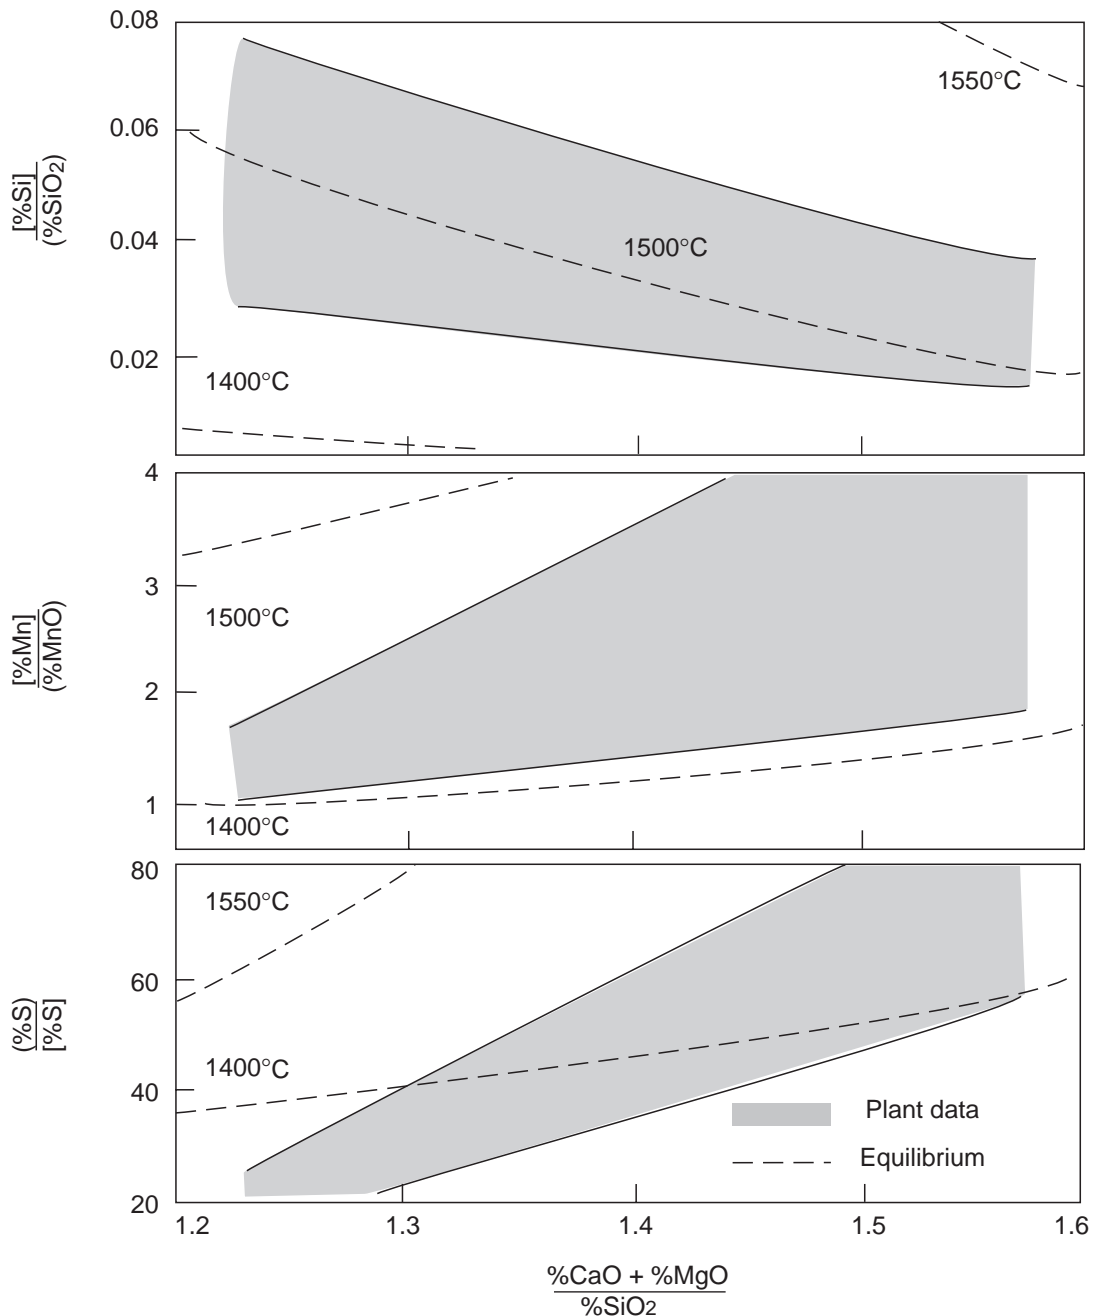 0.08
0.06
0.04
0.02
[%Si]
(%SiO2)
1550°C
1500°C
1400°C
4
3
2
1
[%Mn]
(%MnO)
1500°C
1400°C
80
60
40
20
(%S)
[%S]
1550°C
1400°C
Plant data
Equilibrium
1.2 1.3 1.4 1.5 1.6
%CaO + %MgO
%SiO2